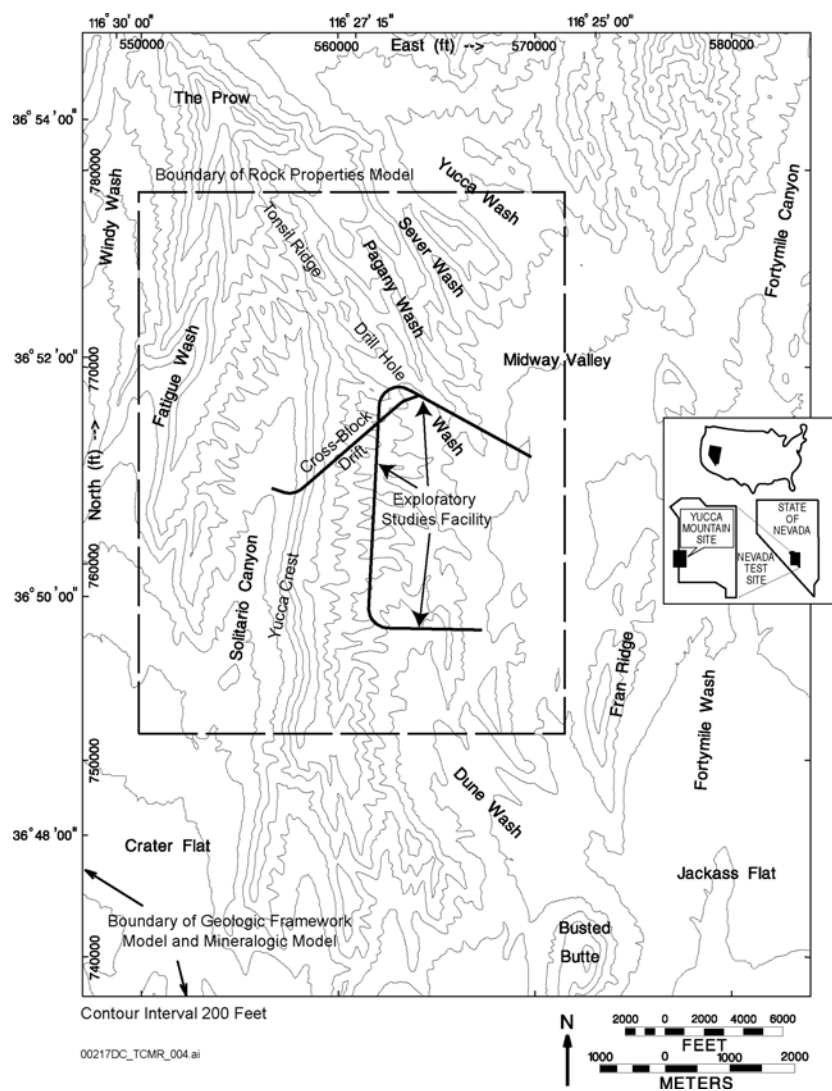 116° 30' 00" 116° 27' 15" 116° 25' 00"
550000 560000 570000 580000
East (ft) -->
The Prow
36° 54' 00"
780000
Boundary of Rock Properties Model
Yucca Wash
Windy Wash
Fortymile Canyon
Tonsil Ridge
Sever Wash
Pagany Wash
Drill Hole
Wash
36° 52' 00"
770000
Midway Valley
Fatigue Wash
North (ft) -->
Cross-Block
Drift
Exploratory
Studies Facility
STATE
OF
NEVADA
YUCCA
MOUNTAIN
SITE
NEVADA
TEST
SITE
760000
36° 50' 00"
Solitario Canyon
Yucca Crest
Fran Ridge
Fortymile Wash
750000
Dune Wash
36° 48' 00"
Crater Flat
Jackass Flat
Boundary of Geologic Framework
Model and Mineralogic Model
Busted
Butte
740000
Contour Interval 200 Feet
00217DC_TCMR_004.ai
N
2000 0 2000 4000 6000
FEET
1000 0 1000 2000
METERS